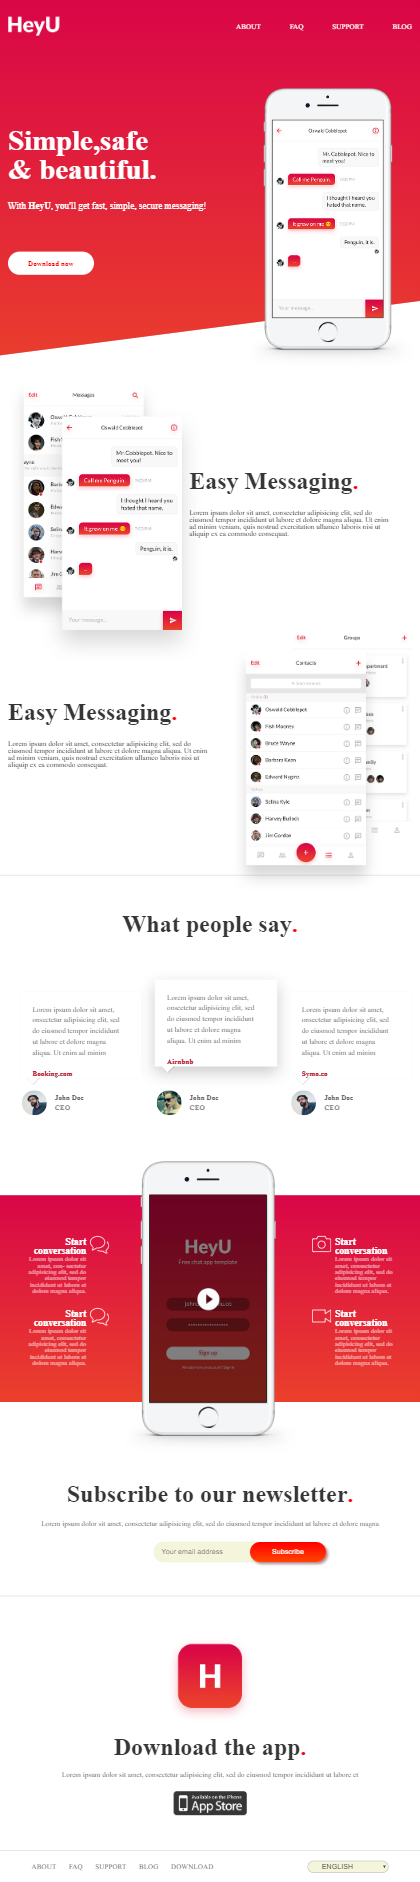 HeyU
ABOUT FAQ SUPPORT BLOG
Simple,safe
& beautiful.
With HeyU, you'll get fast, simple, secure messaging!
Download now
Oswald Cobblepot
Mr. Cobblepot. Nice to
meet you!
Call me Penguin.
I thought I heard you
hated that name.
It grow on me
Penguin, it is.
Your message...
Edit Messages
Oswald Cobblepot
Mr. Cobblepot. Nice to
meet you!
Call me Penguin.
I thought I heard you
hated that name.
It grow on me
Penguin, it is.
Your message...
Easy Messaging.
Lorem ipsum dolor sit amet, consectetur adipisicing elit, sed do
eiusmod tempor incididunt ut labore et dolore magna aliqua. Ut enim
ad minim veniam, quis nostrud exercitation ullamco laboris nisi ut
aliquip ex ea commodo consequat.
Easy Messaging.
Lorem ipsum dolor sit amet, consectetur adipisicing elit, sed do
eiusmod tempor incididunt ut labore et dolore magna aliqua. Ut enim
ad minim veniam, quis nostrud exercitation ullamco laboris nisi ut
aliquip ex ea commodo consequat.
Edit Groups +
Edit Contacts +
Oswald Cobblepot
Fish Mooney
Bruce Wayne
Barbara Kean
Edward Nygma
Selina Kyle
Harvey Bullock
Jim Gordon
What people say.
Lorem ipsum dolor sit amet,
onsectetur adipisicing elit, sed
do eiusmod tempor incididunt
ut labore et dolore magna
aliqua. Ut enim ad minim
Booking.com
John Doe
CEO
Lorem ipsum dolor sit amet,
onsectetur adipisicing elit, sed
do eiusmod tempor incididunt
ut labore et dolore magna
aliqua. Ut enim ad minim
Airnbnb
John Doe
CEO
Lorem ipsum dolor sit amet,
onsectetur adipisicing elit, sed
do eiusmod tempor incididunt
ut labore et dolore magna
aliqua. Ut enim ad minim
Symu.co
John Doe
CEO
Start
conversation
Lorem ipsum dolor sit
amet, con- sectetur
adipisicing elit, sed do
eiusmod tempor
incididunt ut labore et
dolore magna aliqua.
Start
conversation
Lorem ipsum dolor sit
amet, consectetur
adipisicing elit, sed do
eiusmod tempor
incididunt ut labore et
dolore magna aliqua.
HeyU
Free chat app template
Sign up
Start
conversation
Lorem ipsum dolor sit
amet, consectetur
adipisicing elit, sed do
eiusmod tempor
incididunt ut labore et
dolore magna aliqua.
Start
conversation
Lorem ipsum dolor sit
amet, consectetur
adipisicing elit, sed do
eiusmod tempor
incididunt ut labore et
dolore magna aliqua.
Subscribe to our newsletter.
Lorem ipsum dolor sit amet, consectetur adipisicing elit, sed do eiusmod tempor incididunt ut labore et dolore magna
Your email address
Subscribe
H
Download the app.
Lorem ipsum dolor sit amet, consectetur adipisicing elit, sed do eiusmod tempor incididunt ut labore et
Available on the iPhone
App Store
ABOUT FAQ SUPPORT BLOG DOWNLOAD
ENGLISH